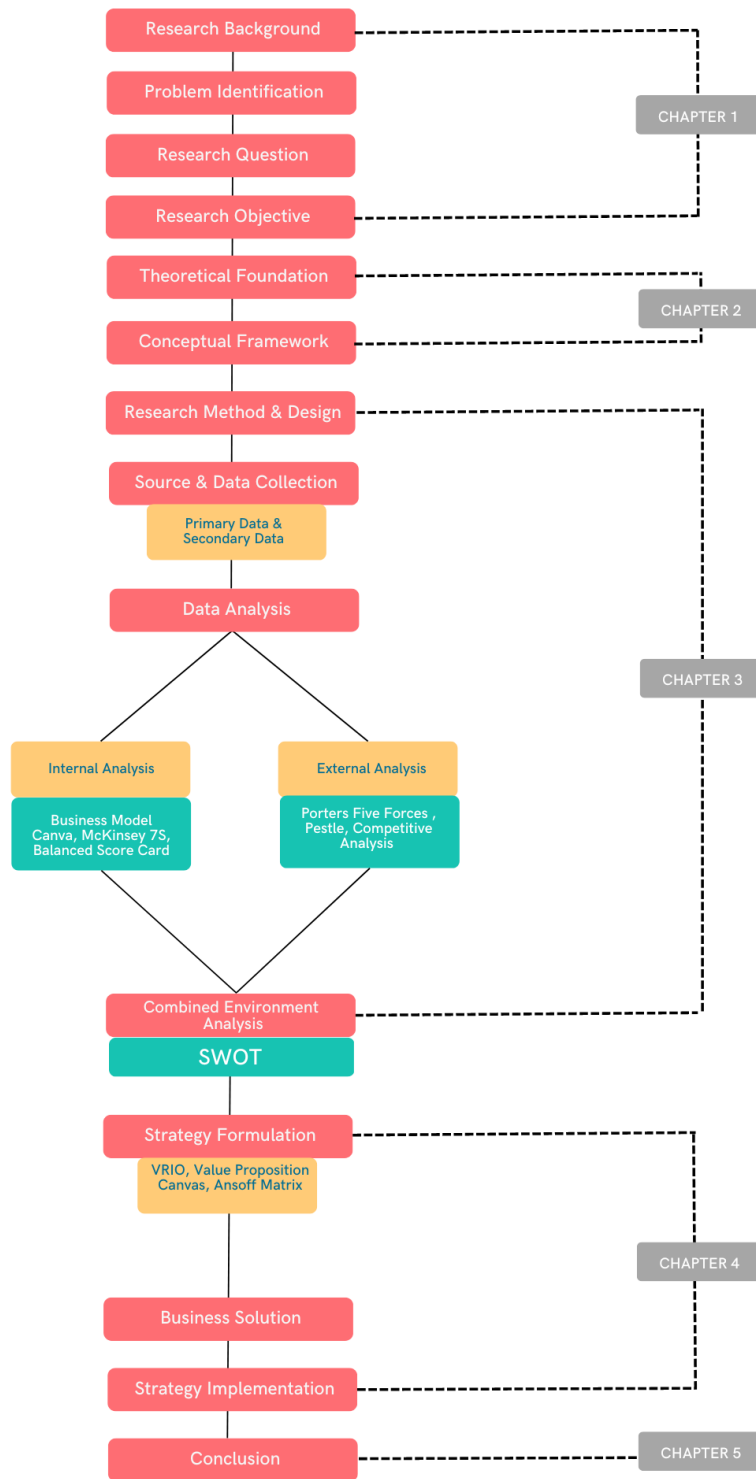 Research Background
Problem Identification
CHAPTER 1
Research Question
Research Objective
Theoretical Foundation
CHAPTER 2
Conceptual Framework
Research Method & Design
Source & Data Collection
Primary Data &
Secondary Data
Data Analysis
CHAPTER 3
Internal Analysis
External Analysis
Business Model
Canva, McKinsey 7S,
Balanced Score Card
Porters Five Forces ,
Pestle, Competitive
Analysis
Combined Environment
Analysis
SWOT
Strategy Formulation
VRIO, Value Proposition
Canvas, Ansoff Matrix
CHAPTER 4
Business Solution
Strategy Implementation
Conclusion
CHAPTER 5